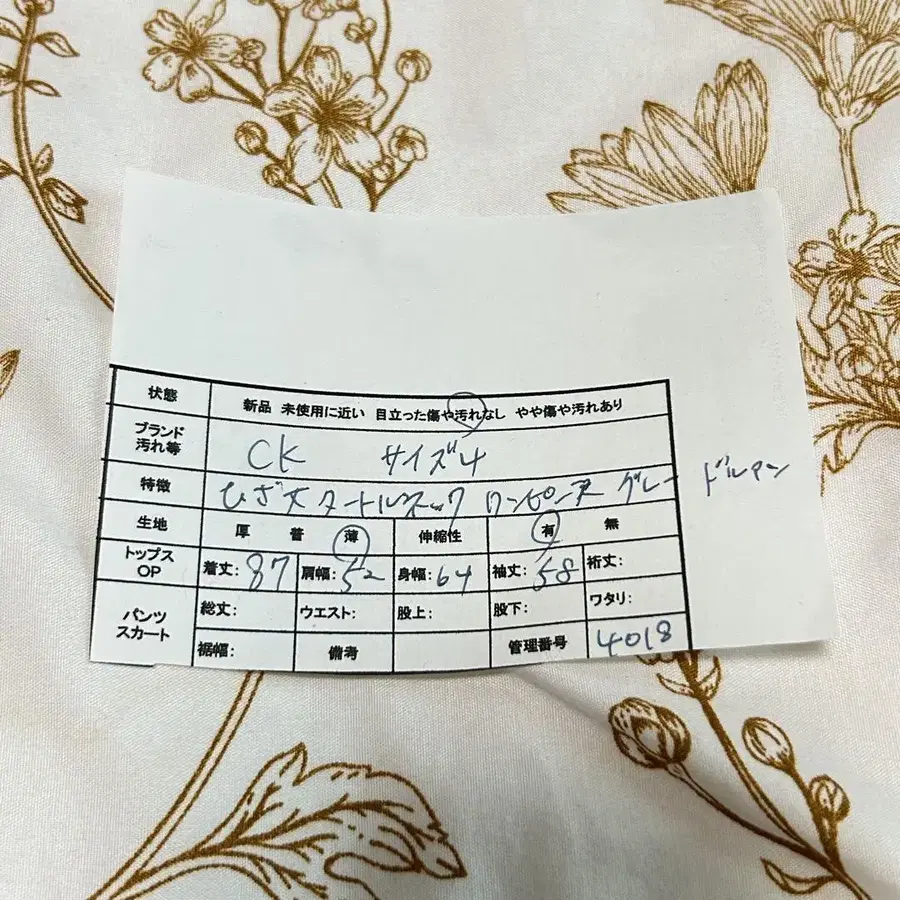 状態 新品 未使用に近い 目立った傷や汚れなし やや傷や汚れあり
ブランド
汚れ等 CK サイズ4
特徴 ひざ丈タートルネック ワンピース グレー ドルマン
生地 厚 普 薄 伸縮性 有 無
トップス
OP 着丈:87 肩幅:52 身幅:64 袖丈:58 裄丈:
パンツ
スカート 総丈: ウエスト: 股上: 股下: ワタリ:
裾幅: 備考 管理番号 4018